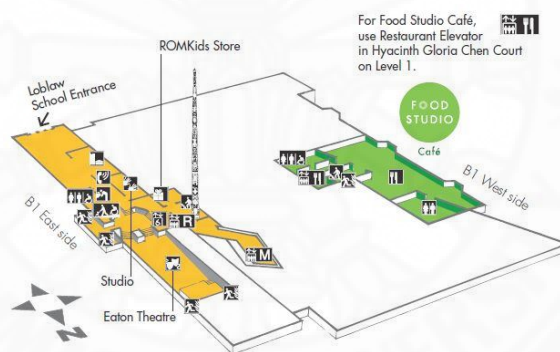 For Food Studio Café,
use Restaurant Elevator
in Hyacinth Gloria Chen Court
on Level 1.
ROMKids Store
Loblaw
School Entrance
FOOD
STUDIO
Café
B1 West side
B1 East side
R
M
Studio
Eaton Theatre
N